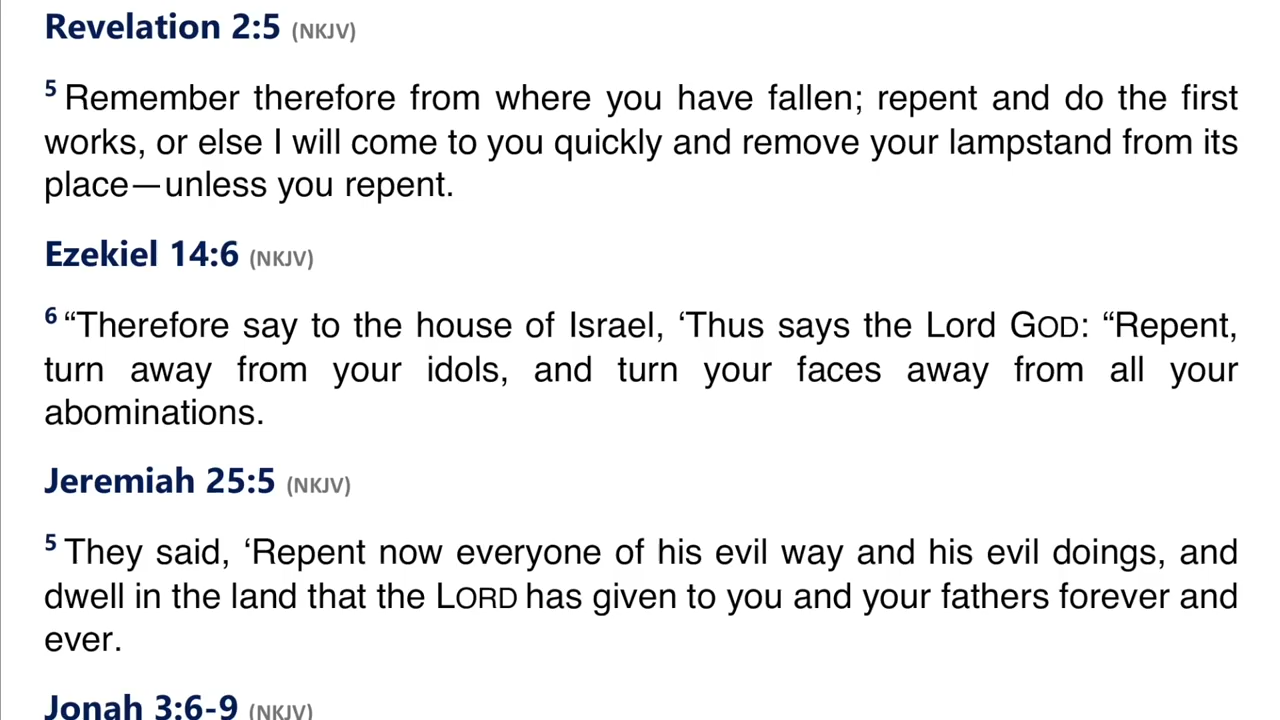 Revelation 2:5 (NKJV)
5 Remember therefore from where you have fallen; repent and do the first
works, or else I will come to you quickly and remove your lampstand from its
place—unless you repent.
Ezekiel 14:6 (NKJV)
6 “Therefore say to the house of Israel, ‘Thus says the Lord GOD: “Repent,
turn away from your idols, and turn your faces away from all your
abominations.
Jeremiah 25:5 (NKJV)
5 They said, ‘Repent now everyone of his evil way and his evil doings, and
dwell in the land that the LORD has given to you and your fathers forever and
ever.
Jonah 3:6-9 (NKJV)